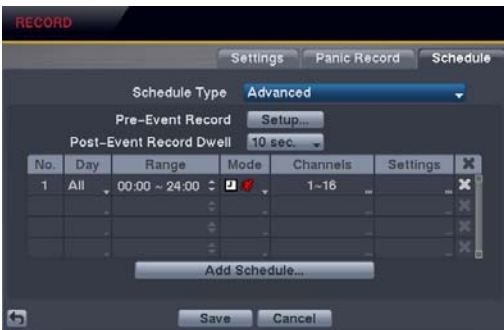 RECORD
Settings Panic Record Schedule
Schedule Type Advanced
Pre-Event Record Setup...
Post-Event Record Dwell 10 sec.
No. Day Range Mode Channels Settings
1 All 00:00 ~ 24:00 1~16
Add Schedule...
Save Cancel